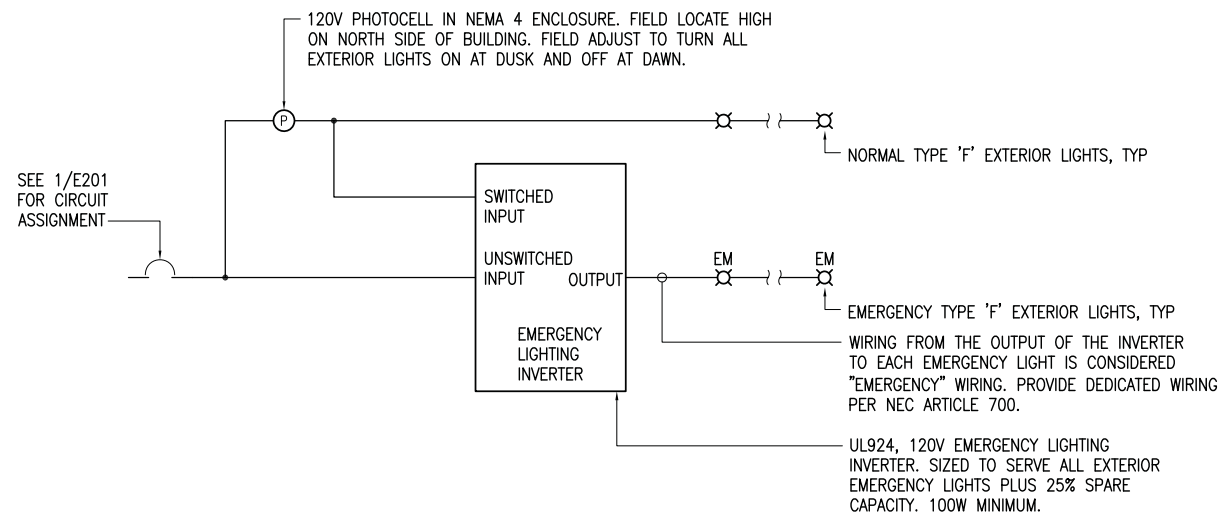 120V PHOTOCELL IN NEMA 4 ENCLOSURE. FIELD LOCATE HIGH
ON NORTH SIDE OF BUILDING. FIELD ADJUST TO TURN ALL
EXTERIOR LIGHTS ON AT DUSK AND OFF AT DAWN.
P
NORMAL TYPE 'F' EXTERIOR LIGHTS, TYP
SEE 1/E201
FOR CIRCUIT
ASSIGNMENT
SWITCHED
INPUT
UNSWITCHED
INPUT
OUTPUT
EMERGENCY
LIGHTING
INVERTER
EM
EM
EMERGENCY TYPE 'F' EXTERIOR LIGHTS, TYP
WIRING FROM THE OUTPUT OF THE INVERTER
TO EACH EMERGENCY LIGHT IS CONSIDERED
"EMERGENCY" WIRING. PROVIDE DEDICATED WIRING
PER NEC ARTICLE 700.
UL924, 120V EMERGENCY LIGHTING
INVERTER. SIZED TO SERVE ALL EXTERIOR
EMERGENCY LIGHTS PLUS 25% SPARE
CAPACITY. 100W MINIMUM.